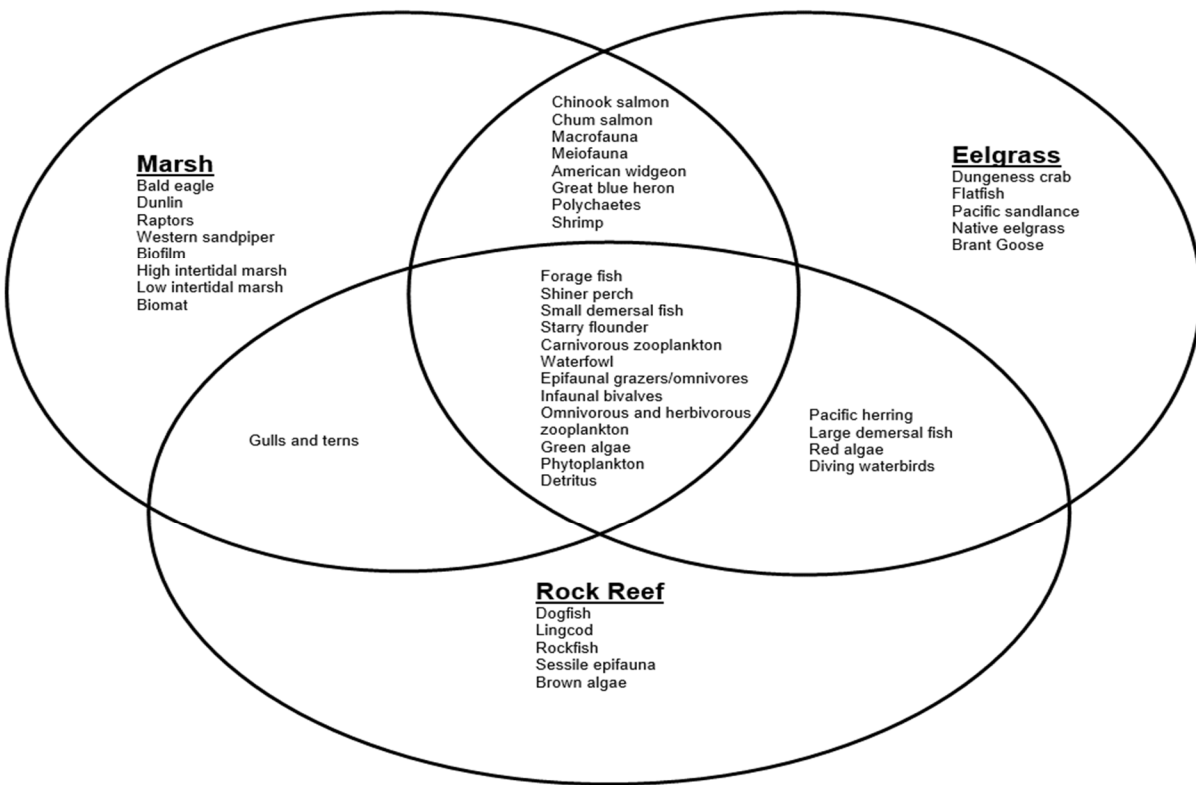 Chinook salmon
Chum salmon
Macrofauna
Meiofauna
American widgeon
Great blue heron
Polychaetes
Shrimp
Marsh
Bald eagle
Dunlin
Raptors
Western sandpiper
Biofilm
High intertidal marsh
Low intertidal marsh
Biomat
Eelgrass
Dungeness crab
Flatfish
Pacific sandlance
Native eelgrass
Brant Goose
Forage fish
Shiner perch
Small demersal fish
Starry flounder
Carnivorous zooplankton
Waterfowl
Epifaunal grazers/omnivores
Infaunal bivalves
Omnivorous and herbivorous
zooplankton
Green algae
Phytoplankton
Detritus
Gulls and terns
Pacific herring
Large demersal fish
Red algae
Diving waterbirds
Rock Reef
Dogfish
Lingcod
Rockfish
Sessile epifauna
Brown algae